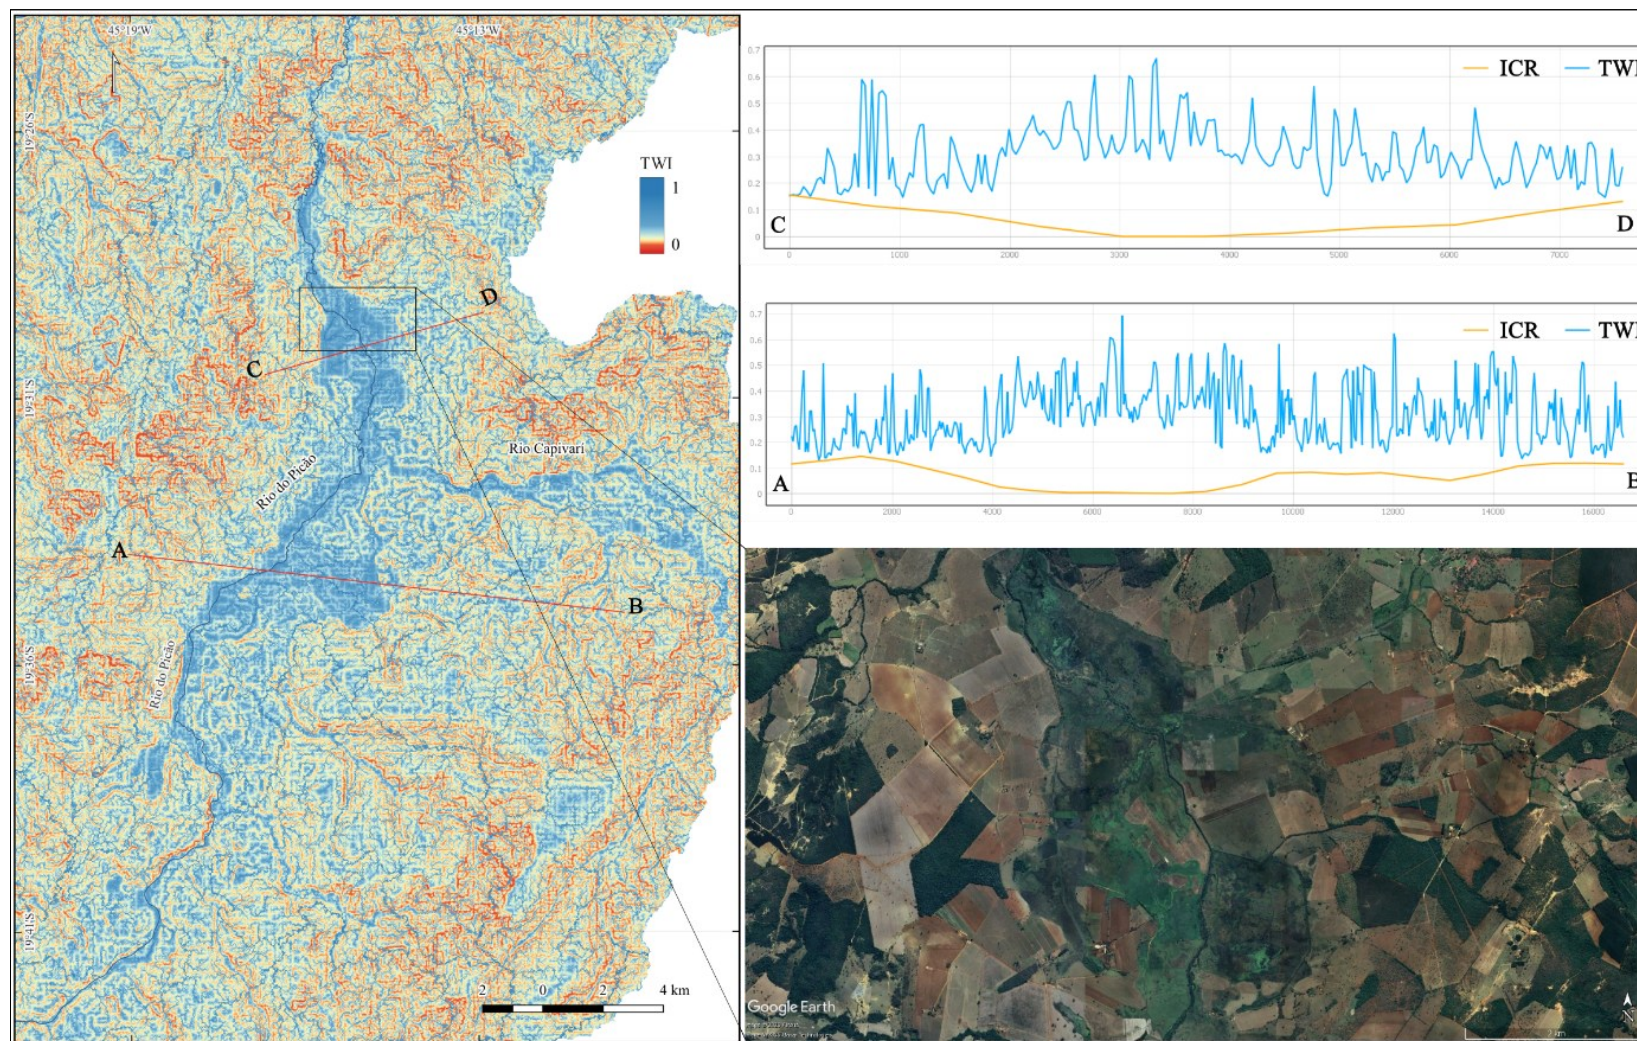 45°19'W
45°13'W
19°26'S
TWI
1
0
D
C
19°31'S
Rio Capivari
Rio do Picão
A
B
Rio do Picão
19°36'S
19°41'S
2 0 2 4 km
0.7
0.6
0.5
0.4
0.3
0.2
0.1
0
ICR TWI
C D
0 1000 2000 3000 4000 5000 6000 7000
0.7
0.6
0.5
0.4
0.3
0.2
0.1
0
ICR TWI
A B
0 2000 4000 6000 8000 10000 12000 14000 16000
Google Earth
N
2 km